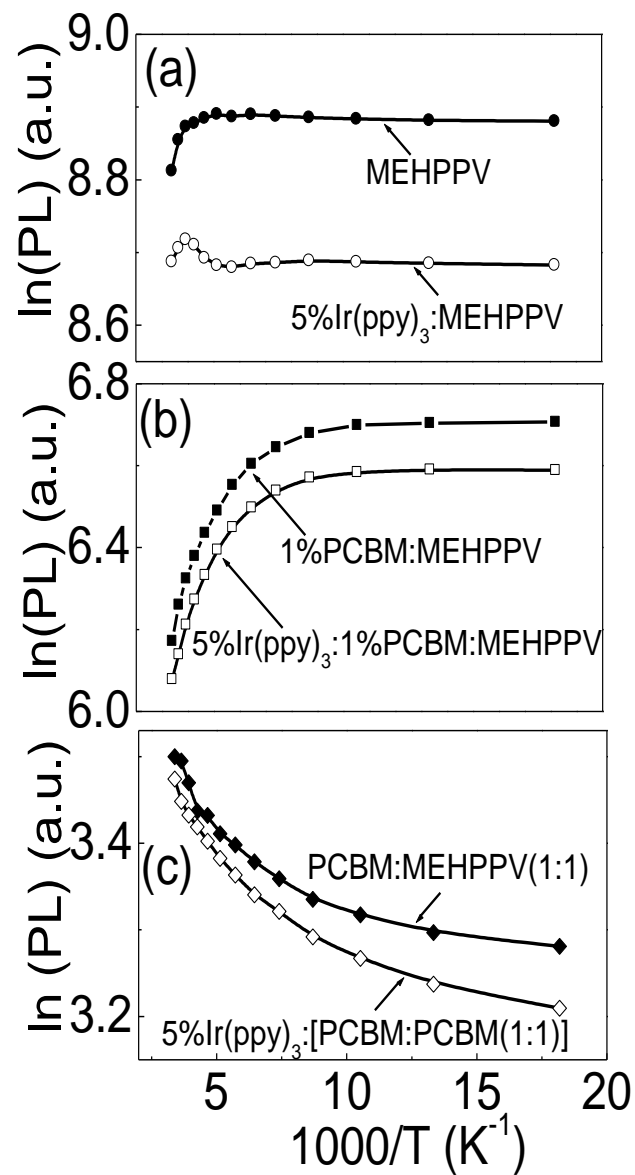 9.0
(a)
8.8
MEHPPV
8.6
5%Ir(ppy)3:MEHPPV
ln(PL) (a.u.)
6.8
(b)
6.4
1%PCBM:MEHPPV
5%Ir(ppy)3:1%PCBM:MEHPPV
6.0
ln(PL) (a.u.)
3.4
PCBM:MEHPPV(1:1)
(c)
3.2
5%Ir(ppy)3:[PCBM:PCBM(1:1)]
ln (PL) (a.u.)
5 10 15 20
1000/T (K-1)